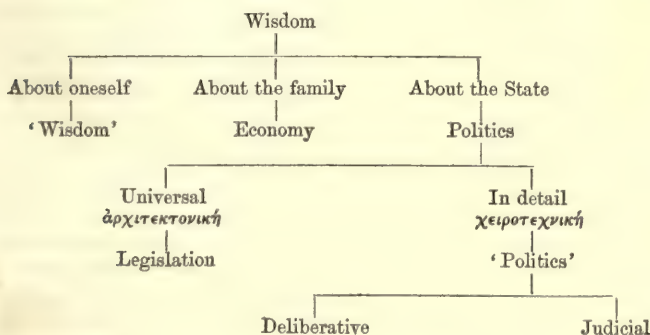 Wisdom
About oneself About the family About the State
‘Wisdom’ Economy Politics
Universal In detail
ἀρχιτεκτονική χειροτεχνική
Legislation ‘Politics’
Deliberative Judicial